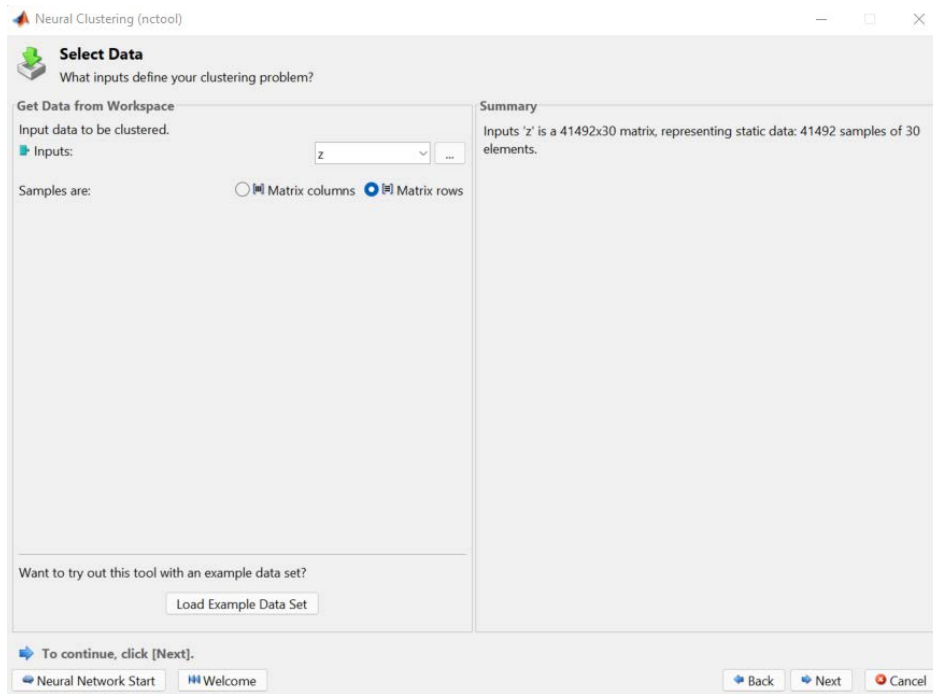 Neural Clustering (nctool)
Select Data
What inputs define your clustering problem?
Get Data from Workspace
Input data to be clustered.
Inputs:
z
...
Samples are:
Matrix columns
Matrix rows
Summary
Inputs 'z' is a 41492x30 matrix, representing static data: 41492 samples of 30
elements.
Want to try out this tool with an example data set?
Load Example Data Set
To continue, click [Next].
Neural Network Start
Welcome
Back
Next
Cancel